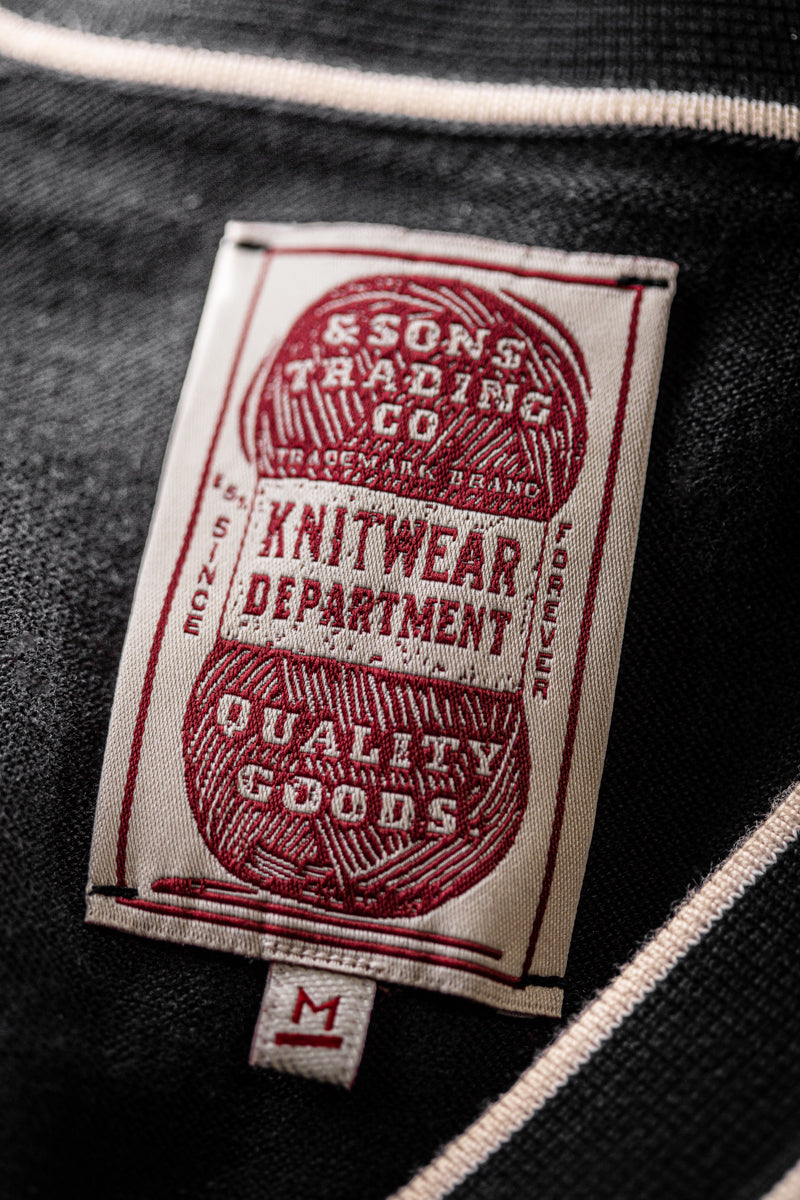 & SONS
TRADING
CO
TRADEMARK BRAND
EST.
SINCE
KNITWEAR
DEPARTMENT
FOREVER
QUALITY
GOODS.
M